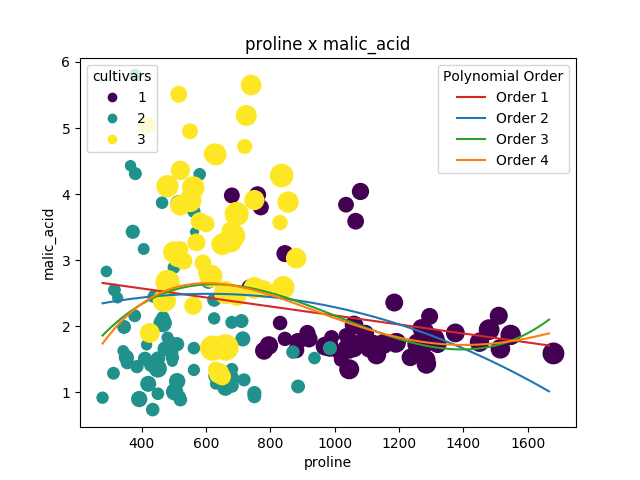 proline x malic_acid
cultivars
1
2
3
Polynomial Order
Order 1
Order 2
Order 3
Order 4
malic_acid
6
5
4
3
2
1
400 600 800 1000 1200 1400 1600
proline